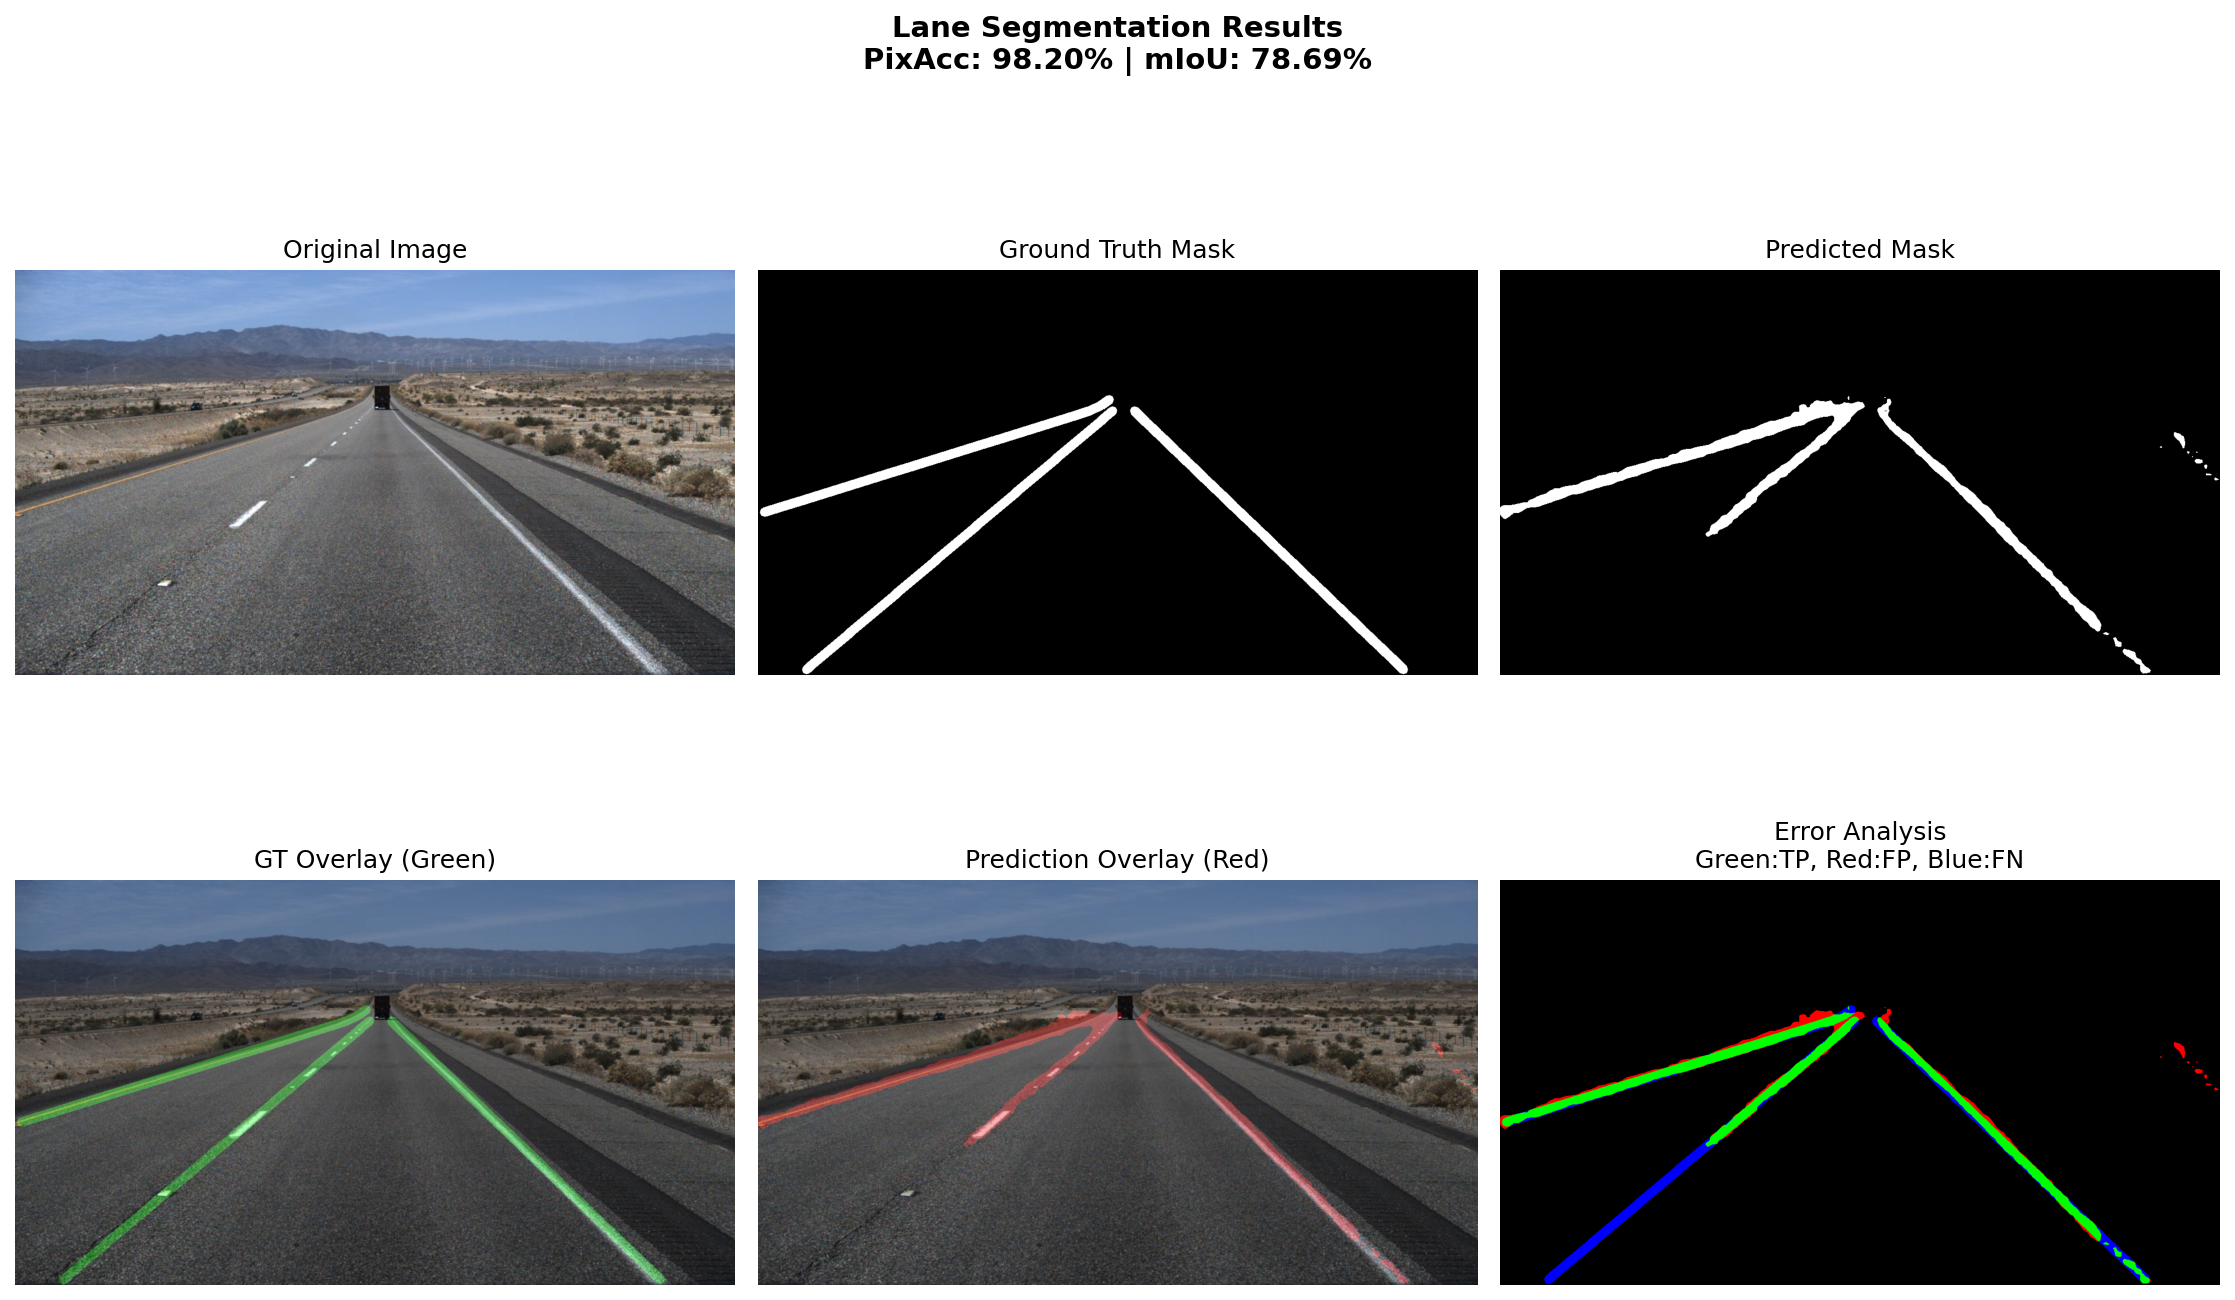 Lane Segmentation Results
PixAcc: 98.20% | mIoU: 78.69%
Original Image
Ground Truth Mask
Predicted Mask
GT Overlay (Green)
Prediction Overlay (Red)
Error Analysis
Green:TP, Red:FP, Blue:FN